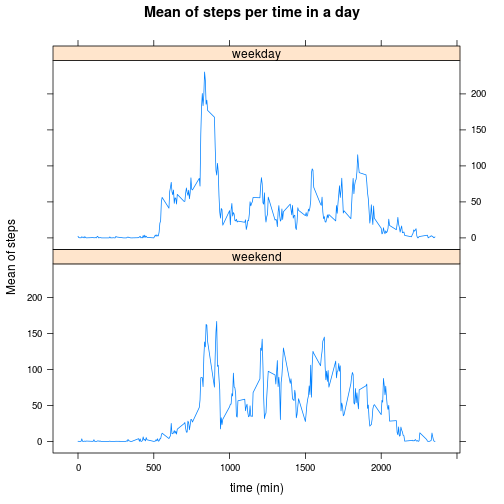 Mean of steps per time in a day
weekday
200
150
100
50
0
weekend
200
150
100
50
0
0 500 1000 1500 2000
Mean of steps
time (min)